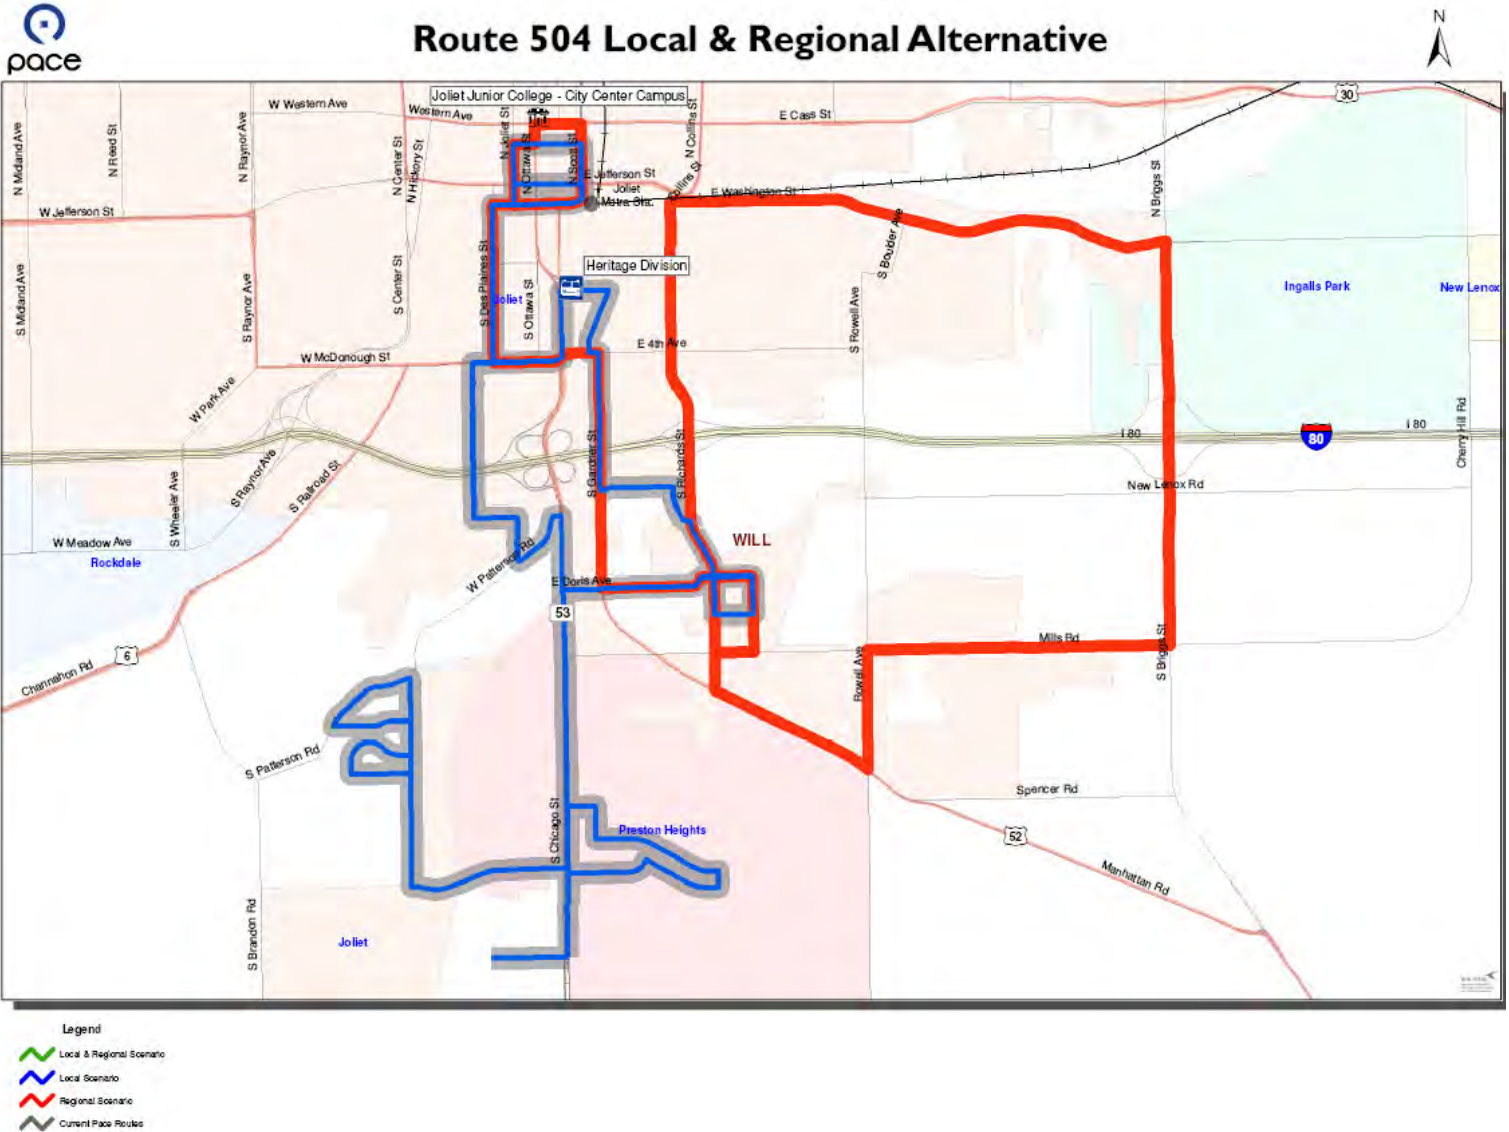 pace
Route 504 Local & Regional Alternative
N
Joliet Junior College - City Center Campus
W Western Ave
Western Ave
E Cass St
30
N Midland Ave
N Reed St
N Raynor Ave
N Center St
N Hickory St
N Joliet St
N Ottawa St
N Scott St
N Collins St
Collins St
E Jefferson St
Joliet
Metra Stn.
E Washington St
N Briggs St
W Jefferson St
S Midland Ave
S Raynor Ave
S Center St
S Des Plaines St
Joliet
S Ottawa St
Heritage Division
S Boulder Ave
S Rowell Ave
Ingalls Park
New Lenox
E 4th Ave
W McDonough St
W Park Ave
Cherry Hill Rd
I 80
80
I 80
S Wheeler Ave
S Raynor Ave
S Railroad St
S Gardner St
S Richards St
New Lenox Rd
W Meadow Ave
Rockdale
W Patterson Rd
WILL
E Doris Ave
53
Mills Rd
S Briggs St
Rowell Ave
6
Channahon Rd
S Patterson Rd
Spencer Rd
S Chicago St
Preston Heights
52
Manhattan Rd
S Brandon Rd
Joliet
Legend
Local & Regional Scenario
Local Scenario
Regional Scenario
Current Pace Routes